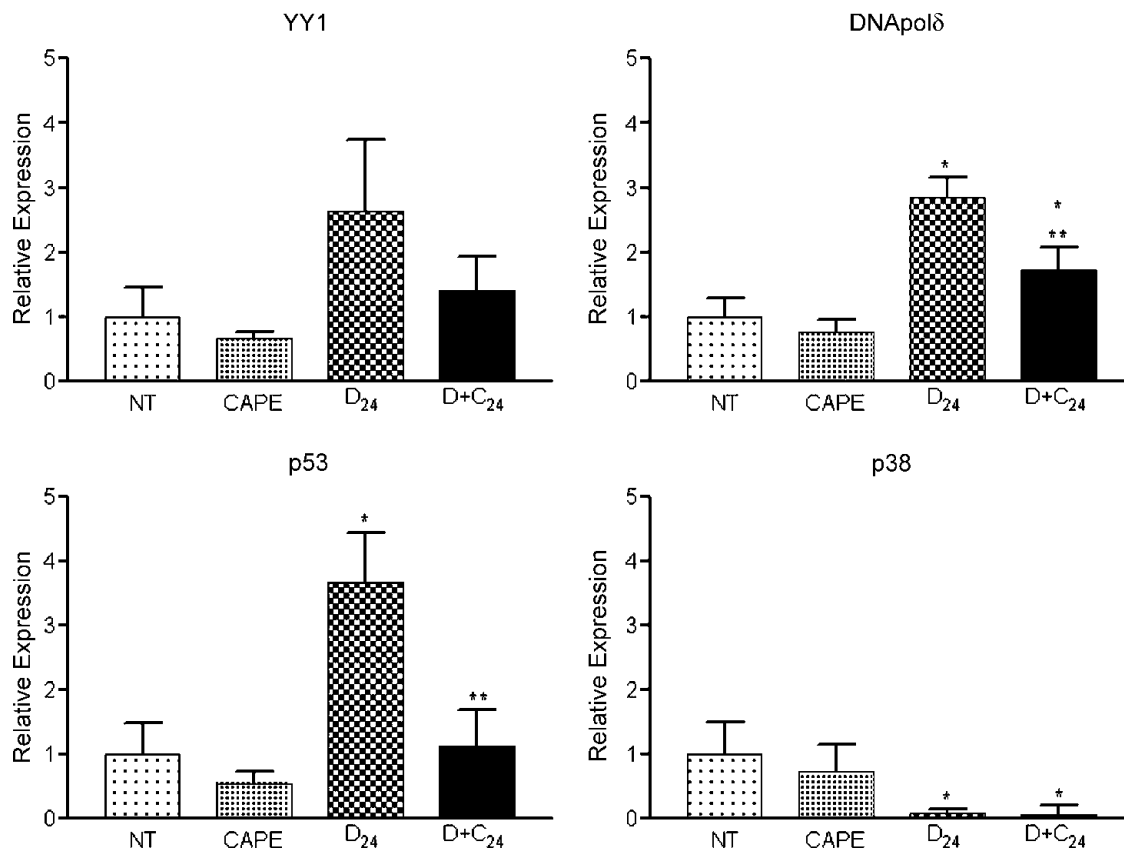 YY1
Relative Expression
5
4
3
2
1
0
NT CAPE D24 D+C24
DNApolδ
Relative Expression
5
4
3
2
1
0
*
*
**
NT CAPE D24 D+C24
p53
Relative Expression
5
4
3
2
1
0
*
**
NT CAPE D24 D+C24
p38
Relative Expression
5
4
3
2
1
0
* *
NT CAPE D24 D+C24